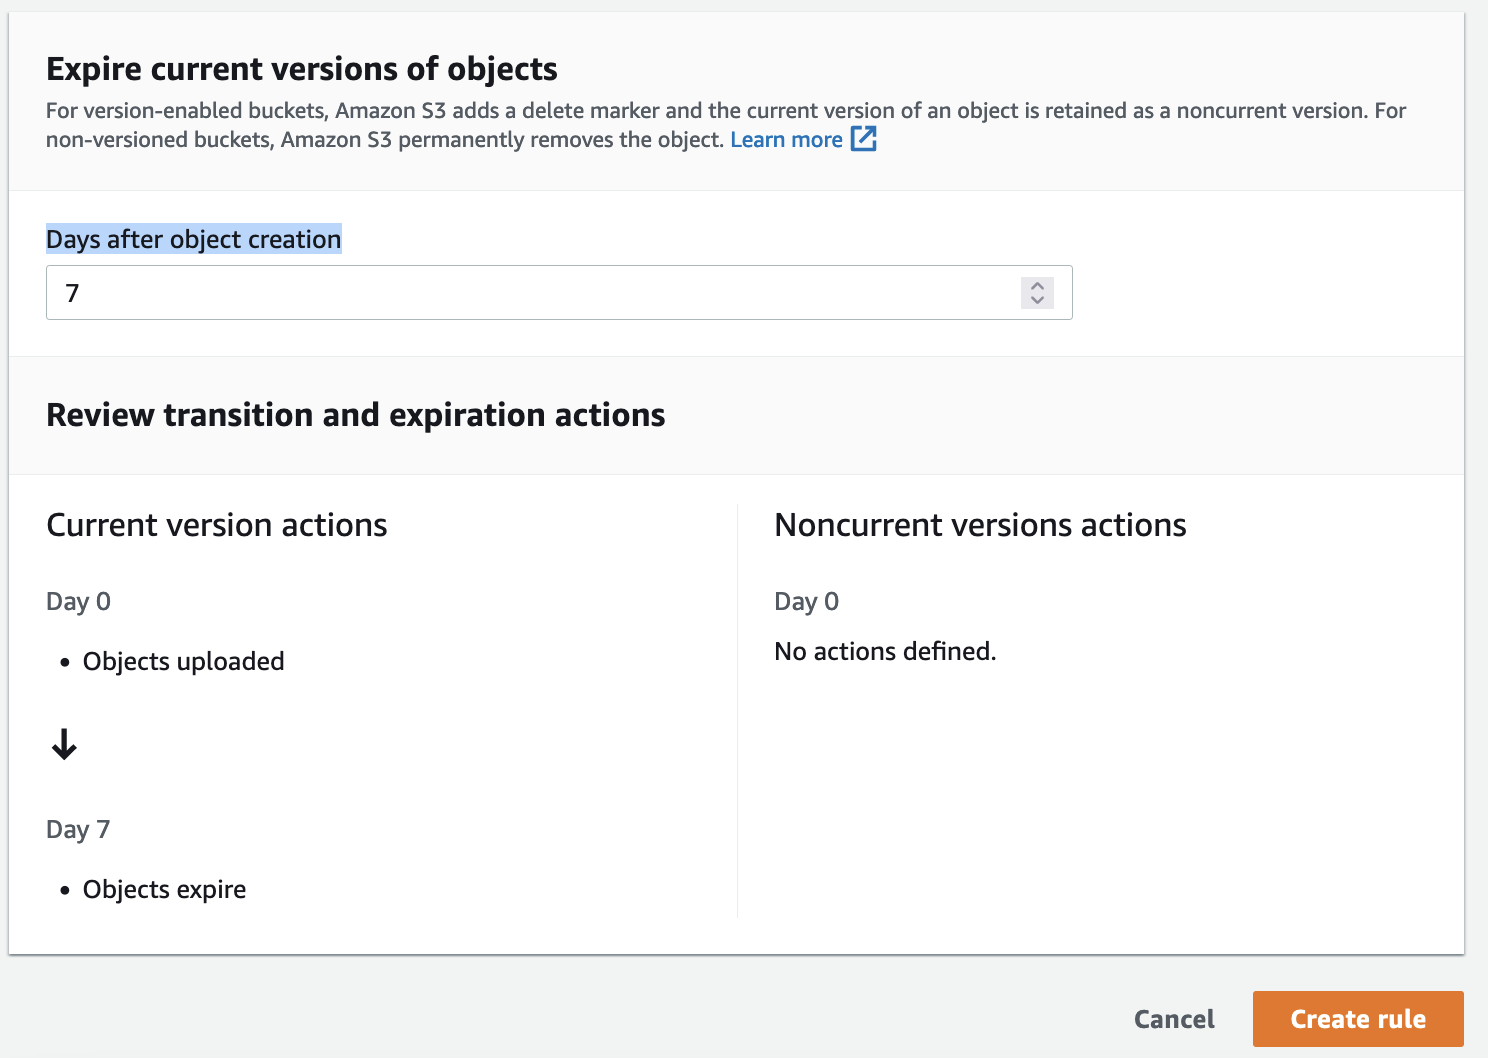 Expire current versions of objects
For version-enabled buckets, Amazon S3 adds a delete marker and the current version of an object is retained as a noncurrent version. For
non-versioned buckets, Amazon S3 permanently removes the object. Learn more
Days after object creation
7
Review transition and expiration actions
Current version actions
Day 0
• Objects uploaded
Day 7
• Objects expire
Noncurrent versions actions
Day 0
No actions defined.
Cancel
Create rule